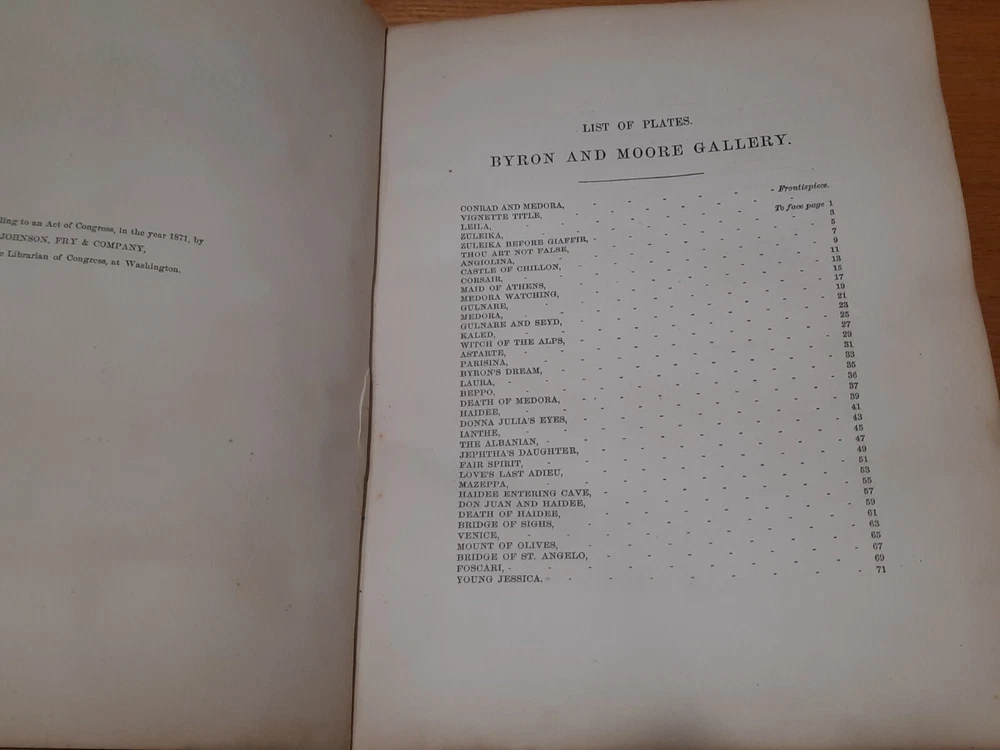 ding to an Act of Congress, in the year 1871, by
JOHNSON, FRY & COMPANY,
e Librarian of Congress, at Washington.
LIST OF PLATES.
BYRON AND MOORE GALLERY.
CONRAD AND MEDORA, - Frontispiece.
VIGNETTE TITLE,
LEILA, To face page 1
ZULEIKA, 3
ZULEIKA BEFORE GIAFFIR, 5
THOU ART NOT FALSE, 7
ANGIOLINA, 9
CASTLE OF CHILLON, 11
CORSAIR, 13
MAID OF ATHENS, 15
MEDORA WATCHING, 17
GULNARE, 19
MEDORA, 21
GULNARE AND SEYD, 23
KALED, 25
WITCH OF THE ALPS, 27
ASTARTE, 29
PARISINA, 31
BYRON'S DREAM, 33
LAURA, 35
BEPPO, 36
DEATH OF MEDORA, 37
HAIDEE, 39
DONNA JULIA'S EYES, 41
IANTHE, 43
THE ALBANIAN, 45
JEPHTHA'S DAUGHTER, 47
FAIR SPIRIT, 49
LOVE'S LAST ADIEU, 51
MAZEPPA, 53
HAIDEE ENTERING CAVE, 55
DON JUAN AND HAIDEE, 57
DEATH OF HAIDEE, 59
BRIDGE OF SIGHS, 61
VENICE, 63
MOUNT OF OLIVES, 65
BRIDGE OF ST. ANGELO, 67
FOSCARI, 69
YOUNG JESSICA. 71